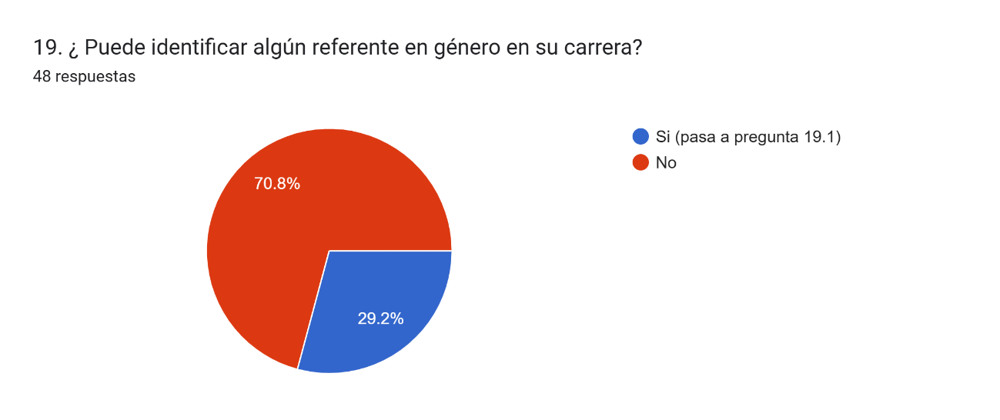 19. ¿ Puede identificar algún referente en género en su carrera?
48 respuestas
Si (pasa a pregunta 19.1)
No
70.8%
29.2%